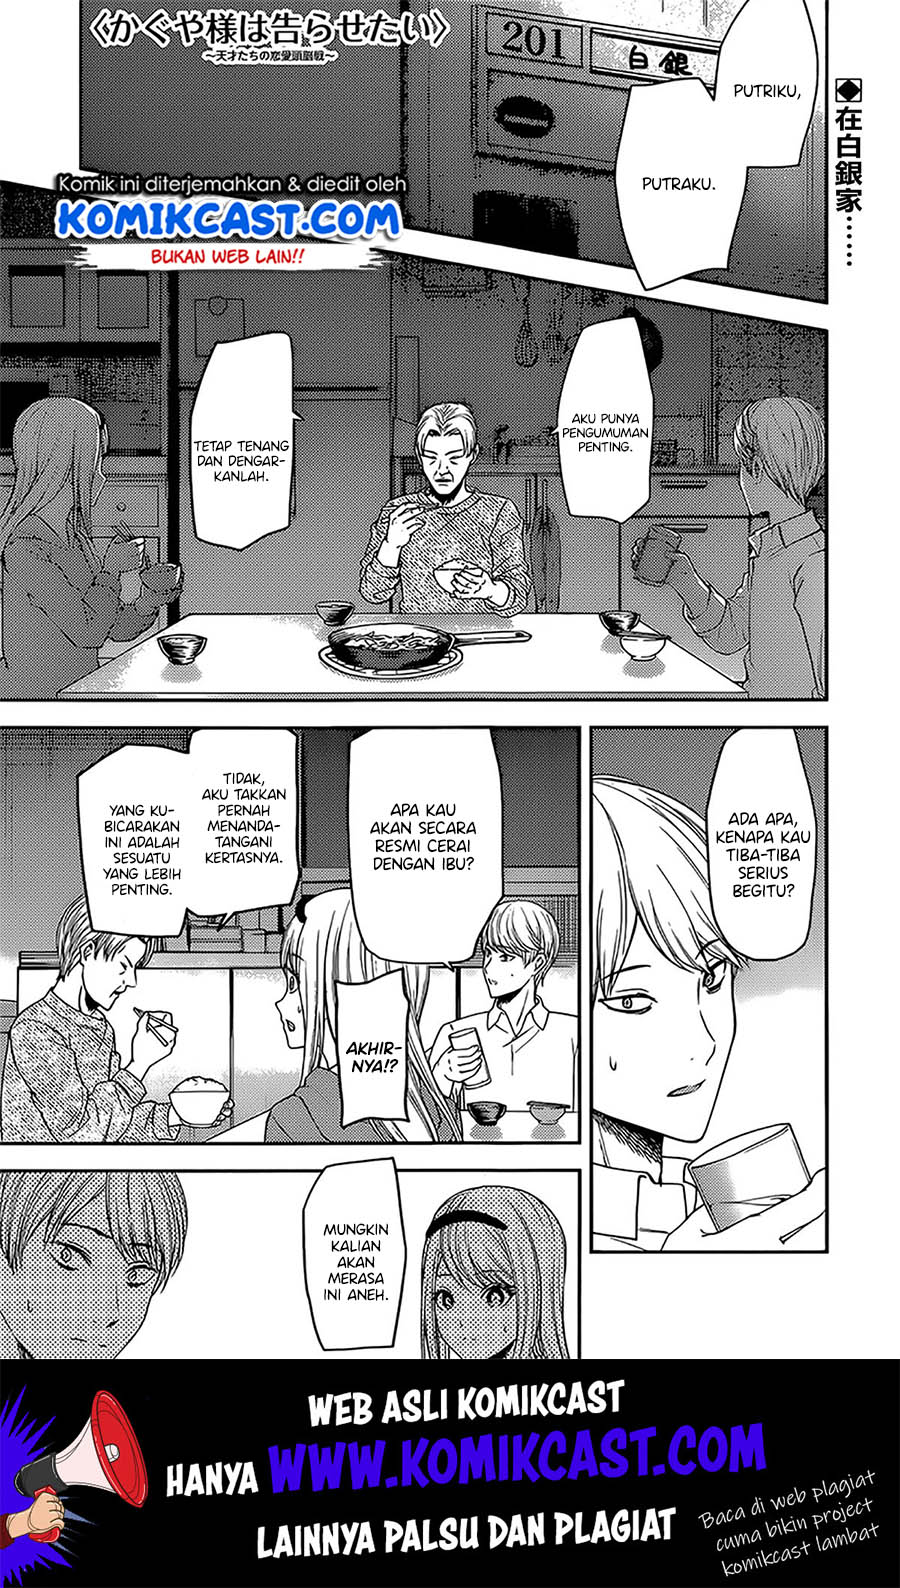 〈かぐや様は告らせたい〉
～天才たちの恋愛頭脳戦～
201
白銀
◆在白銀家……
PUTRIKU,
PUTRAKU.
Komik ini diterjemahkan & diedit oleh
KOMIKCAST.COM
BUKAN WEB LAIN!!
AKU PUNYA
PENGUMUMAN
PENTING.
TETAP TENANG
DAN DENGAR-
KANLAH.
ADA APA,
KENAPA KAU
TIBA-TIBA
SERIUS
BEGITU?
APA KAU
AKAN SECARA
RESMI CERAI
DENGAN IBU?
AKHIR-
NYA!?
TIDAK,
AKU TAKKAN
PERNAH
MENANDA-
TANGANI
KERTASNYA.
YANG KU-
BICARAKAN
INI ADALAH
SESUATU
YANG LEBIH
PENTING.
MUNGKIN
KALIAN
AKAN
MERASA
INI ANEH.
WEB ASLI KOMIKCAST
HANYA WWW.KOMIKCAST.COM
LAINNYA PALSU DAN PLAGIAT
Baca di web plagiat
cuma bikin project
komikcast lambat